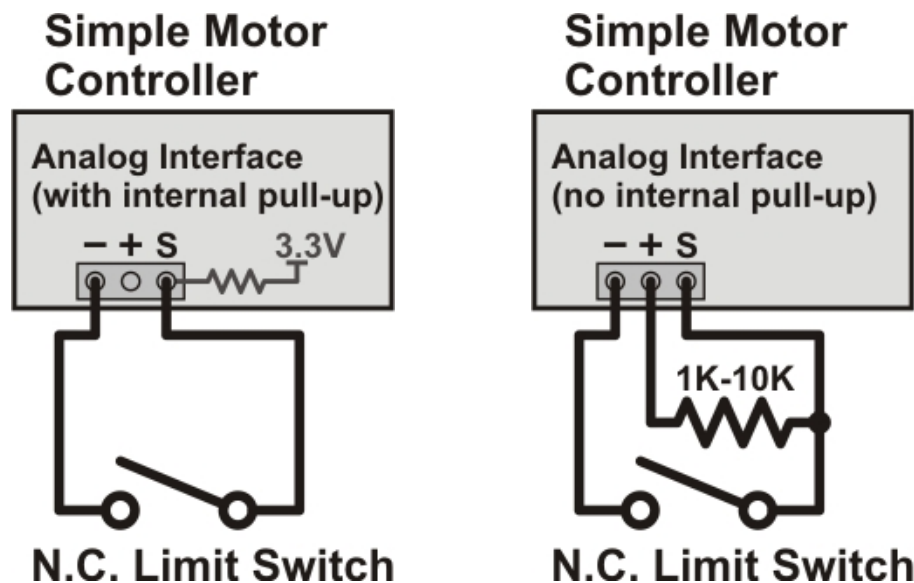 Simple Motor
Controller
Analog Interface
(with internal pull-up)
− + S
3.3V
N.C. Limit Switch
Simple Motor
Controller
Analog Interface
(no internal pull-up)
− + S
1K-10K
N.C. Limit Switch